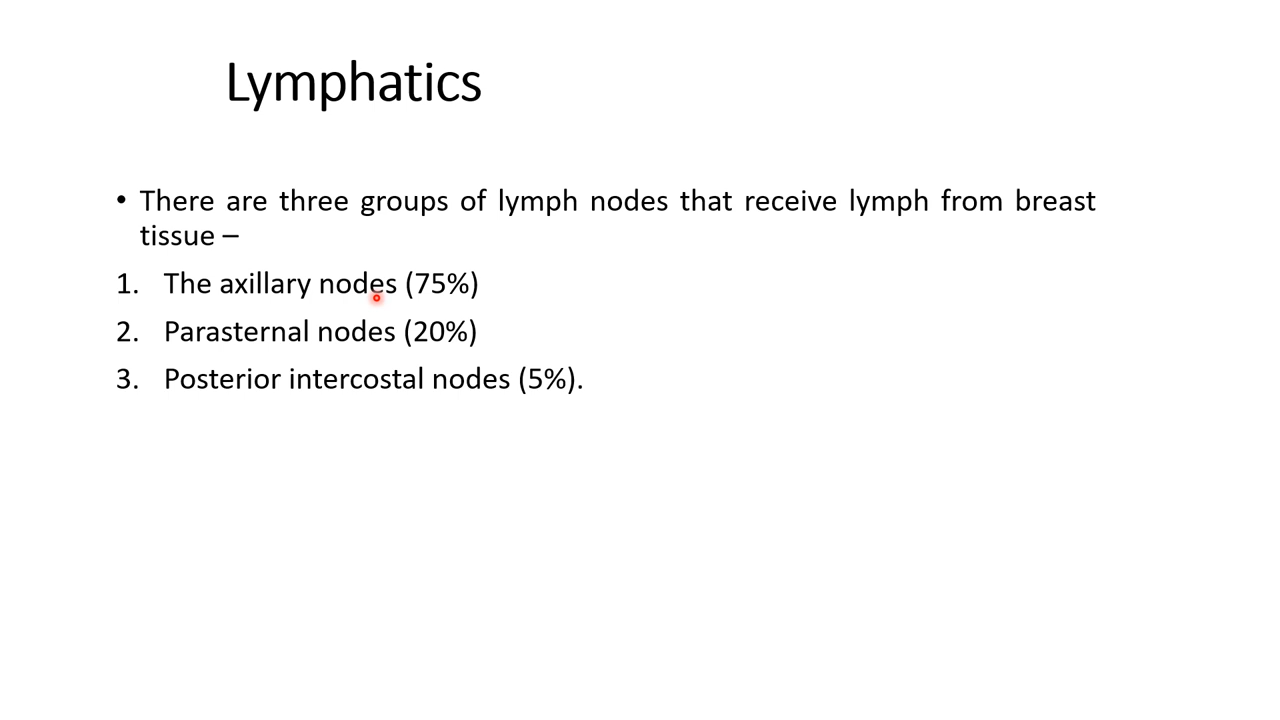 Lymphatics
• There are three groups of lymph nodes that receive lymph from breast
tissue –
1. The axillary nodes (75%)
2. Parasternal nodes (20%)
3. Posterior intercostal nodes (5%).